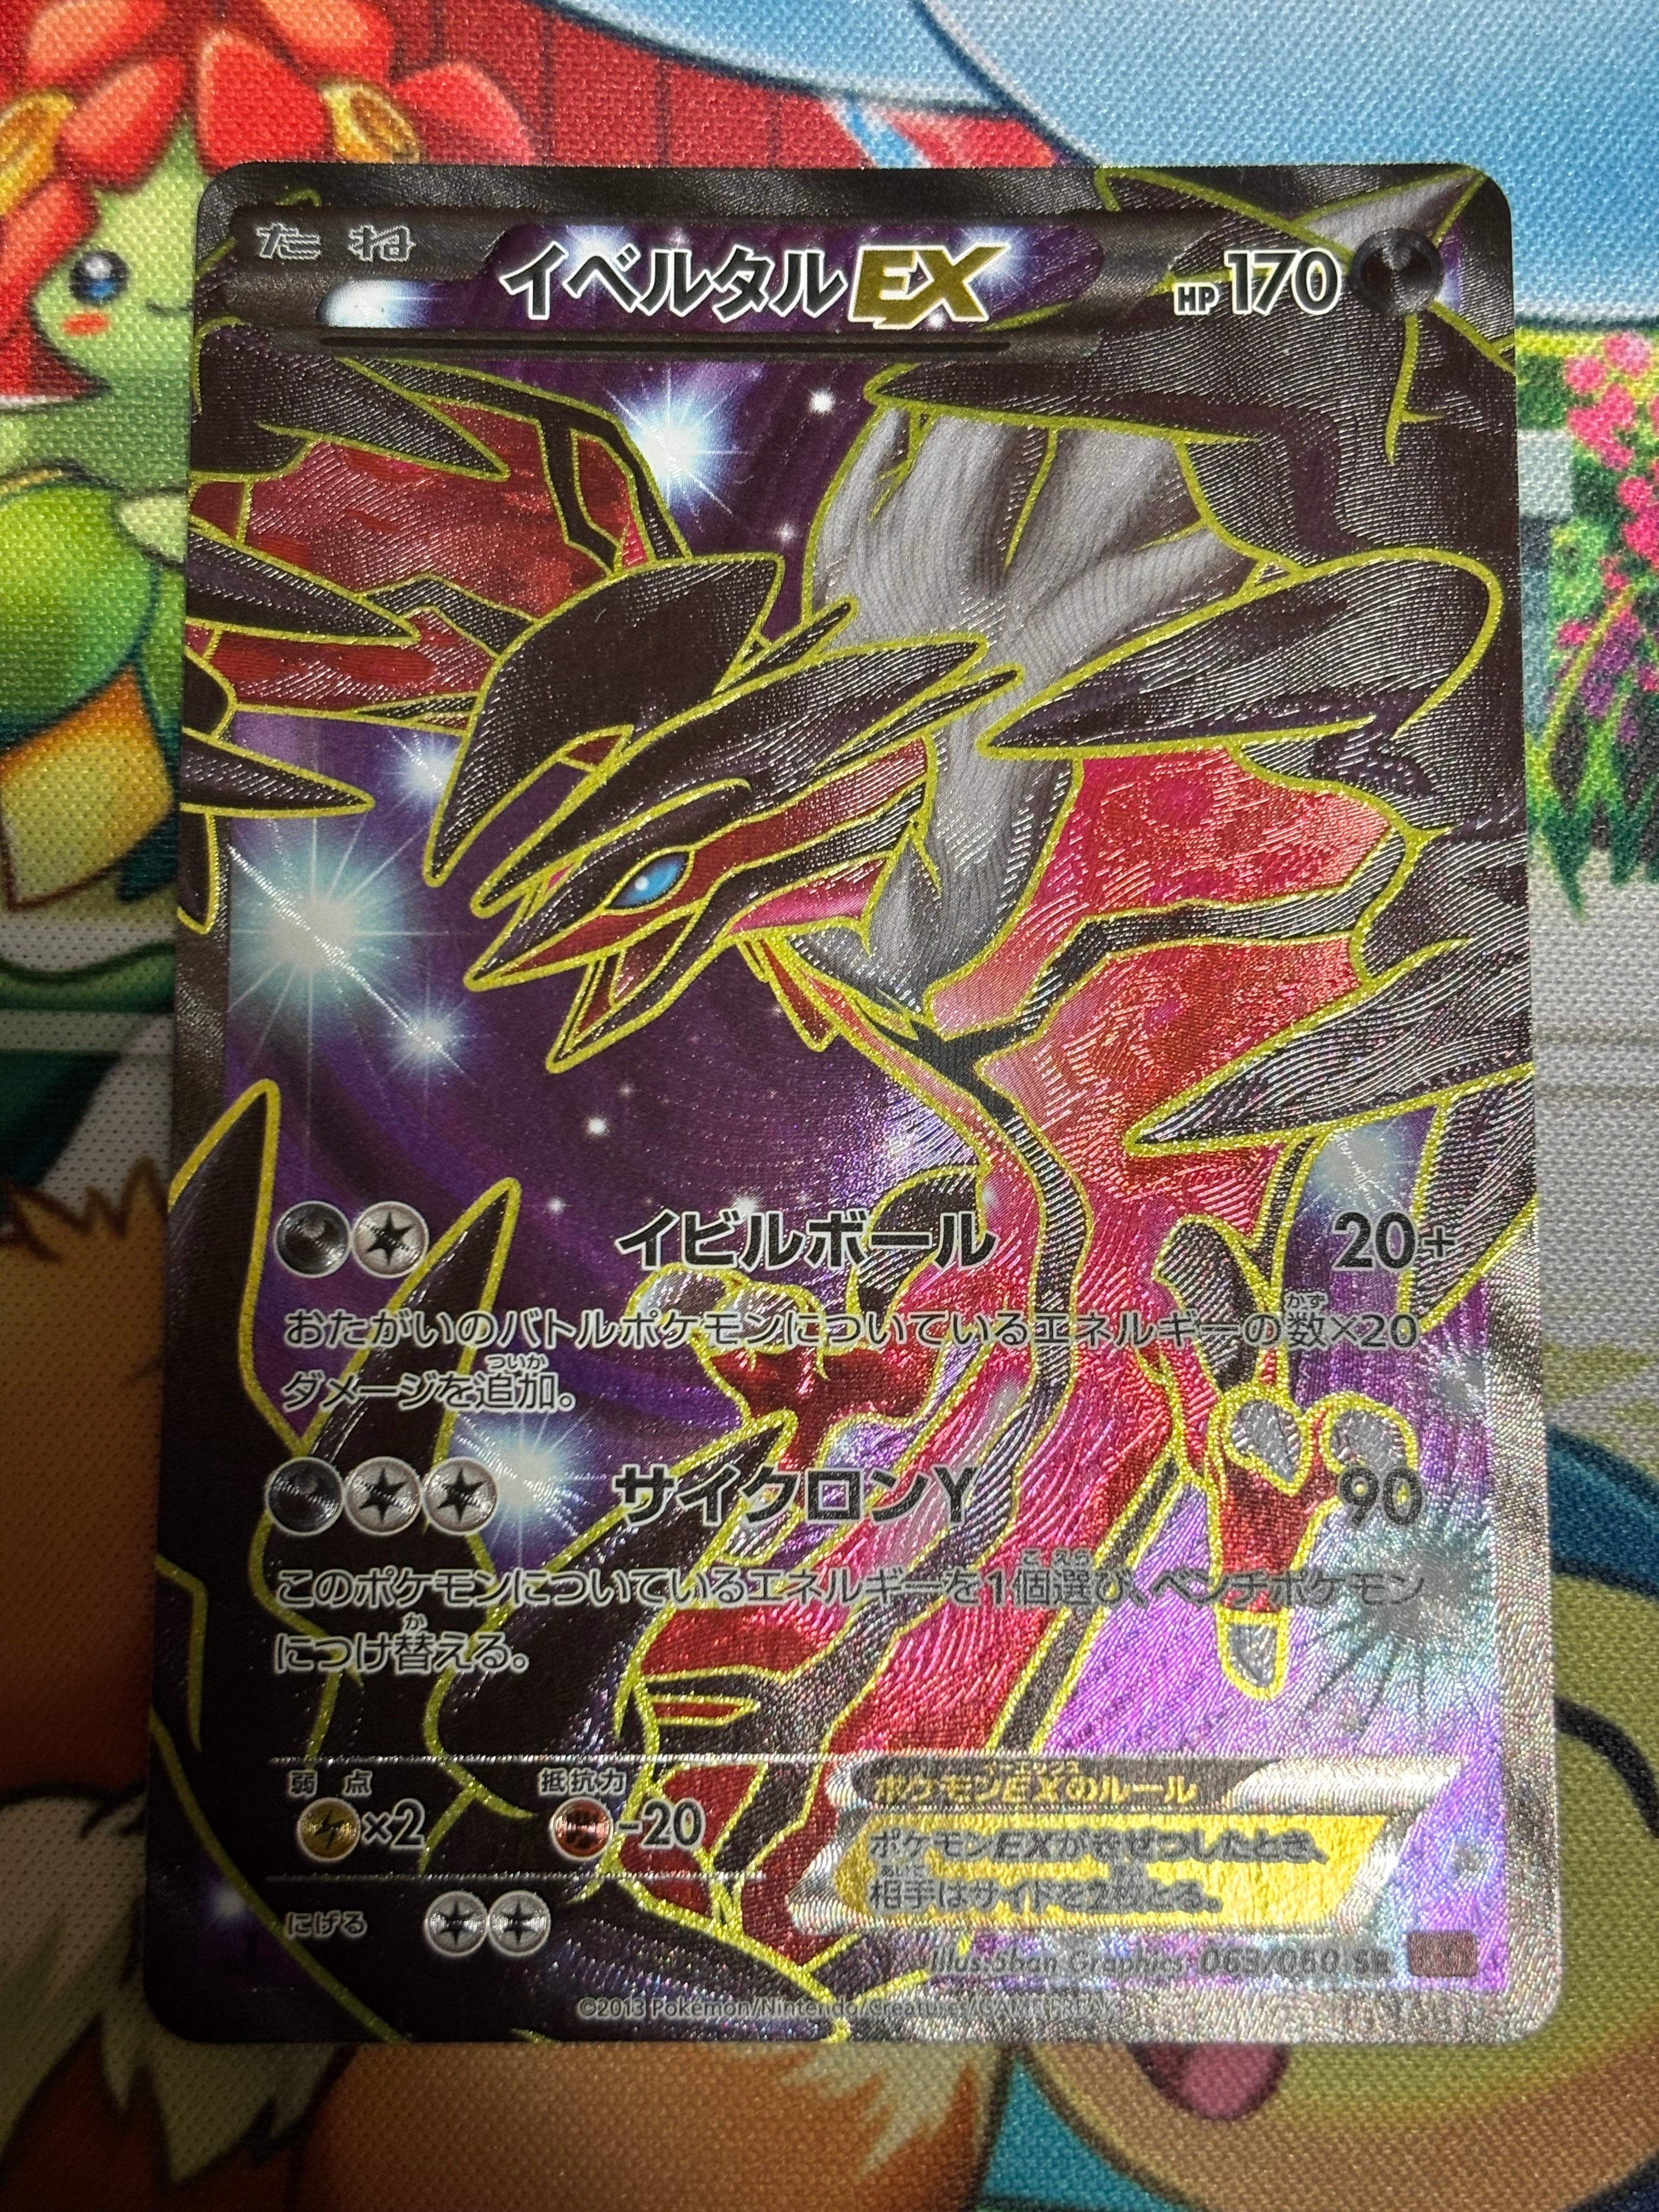 たね
イベルタルEX
HP170
イビルボール 20+
おたがいのバトルポケモンについているエネルギーの数×20
かず
ダメージを追加。
ついか
サイクロンY 90
このポケモンについているエネルギーを1個選び、ベンチポケモン
こ えら
につけ替える。
か
弱点 抵抗力
×2 -20
にげる
ポケモンEXのルール
ポケモンEXがきぜつしたとき、
相手はサイドを2枚とる。
あいて
Illus. 5ban Graphics 063/060 SR
©2013 Pokémon/Nintendo/Creatures/GAME FREAK